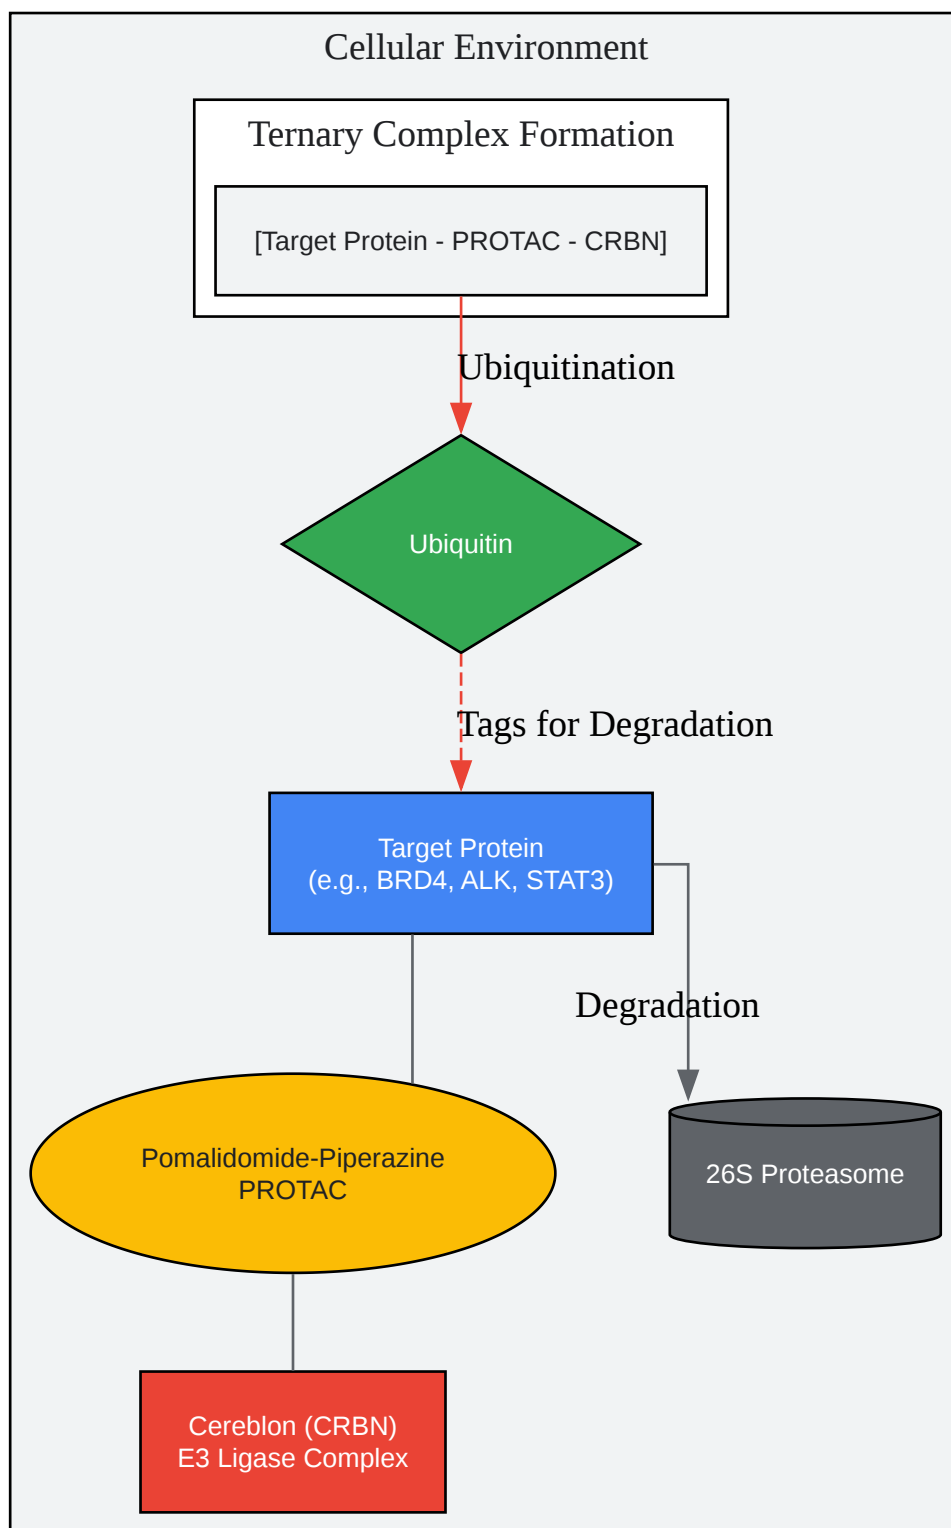 Cellular Environment
Ternary Complex Formation
[Target Protein - PROTAC - CRBN]
Ubiquitination
Ubiquitin
Tags for Degradation
Target Protein
(e.g., BRD4, ALK, STAT3)
Degradation
Pomalidomide-Piperazine
PROTAC
26S Proteasome
Cereblon (CRBN)
E3 Ligase Complex